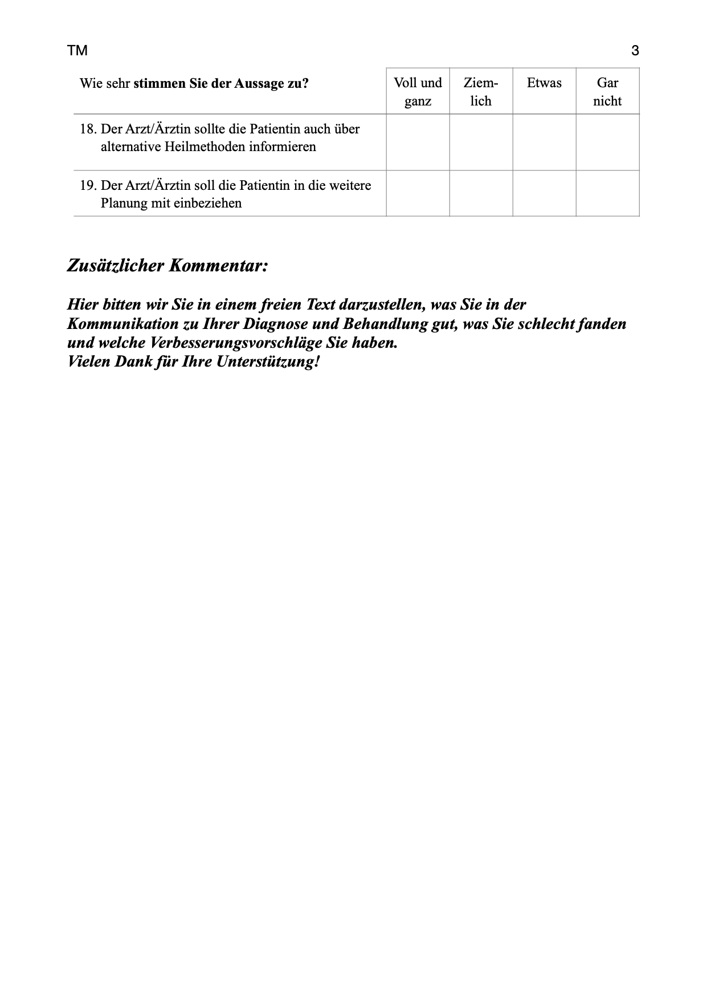 TM 3
Wie sehr stimmen Sie der Aussage zu? Voll und ganz Ziem-lich Etwas Gar nicht
18. Der Arzt/Ärztin sollte die Patientin auch über
alternative Heilmethoden informieren
19. Der Arzt/Ärztin soll die Patientin in die weitere
Planung mit einbeziehen
Zusätzlicher Kommentar:
Hier bitten wir Sie in einem freien Text darzustellen, was Sie in der
Kommunikation zu Ihrer Diagnose und Behandlung gut, was Sie schlecht fanden
und welche Verbesserungsvorschläge Sie haben.
Vielen Dank für Ihre Unterstützung!